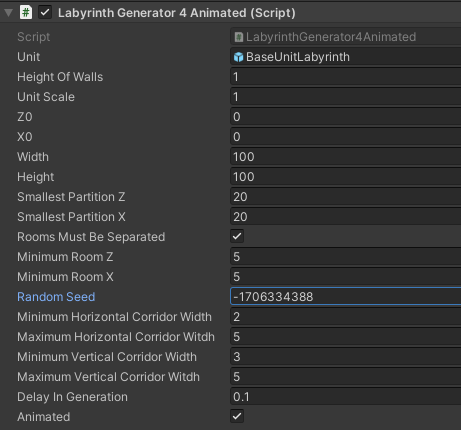 Labyrinth Generator 4 Animated (Script)
Script LabyrinthGenerator4Animated
Unit BaseUnitLabyrinth
Height Of Walls 1
Unit Scale 1
Z0 0
X0 0
Width 100
Height 100
Smallest Partition Z 20
Smallest Partition X 20
Rooms Must Be Separated
Minimum Room Z 5
Minimum Room X 5
Random Seed -1706334388
Minimum Horizontal Corridor Width 2
Maximum Horizontal Corridor Witdh 5
Minimum Vertical Corridor Width 3
Maximum Vertical Corridor Witdh 5
Delay In Generation 0.1
Animated